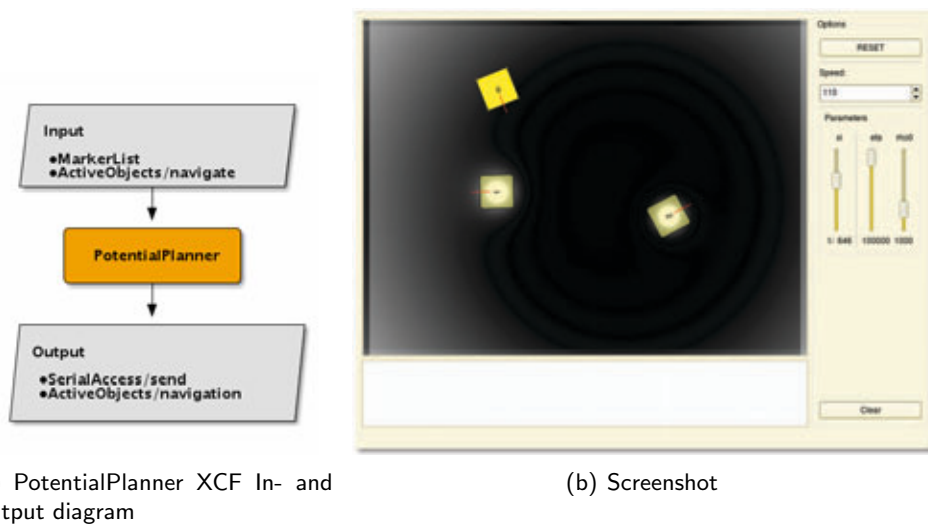 Input
•MarkerList
•ActiveObjects/navigate
PotentialPlanner
Output
•SerialAccess/send
•ActiveObjects/navigation
Options
RESET
Speed:
110
Parameters
eta
100000
1000
Clear
PotentialPlanner XCF In- and
tput diagram
(b) Screenshot